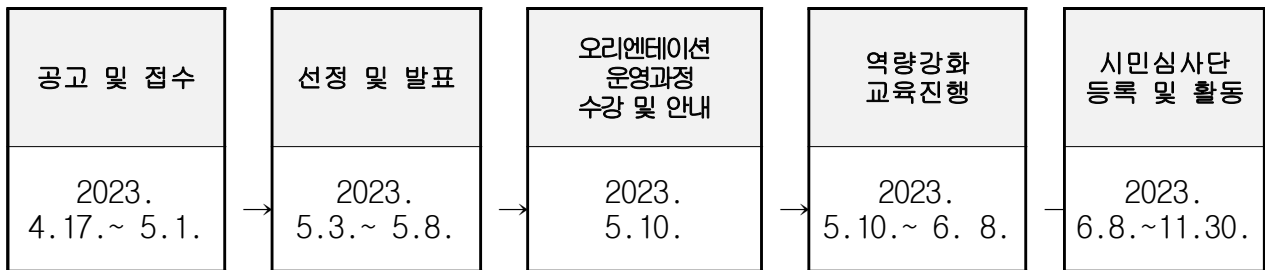 공고 및 접수
2023.
4.17.~ 5.1.
→
선정 및 발표
2023.
5.3.~ 5.8.
→
오리엔테이션
운영과정
수강 및 안내
2023.
5.10.
→
역량강화
교육진행
2023.
5.10.~ 6. 8.
시민심사단
등록 및 활동
2023.
6.8.~11.30.